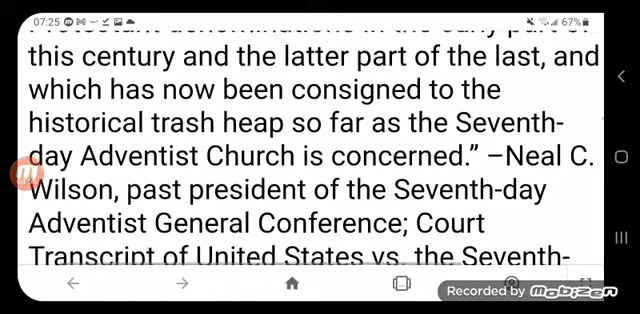 07:25
67%
this century and the latter part of the last, and
which has now been consigned to the
historical trash heap so far as the Seventh-
day Adventist Church is concerned.” –Neal C.
Wilson, past president of the Seventh-day
Adventist General Conference; Court
Transcript of United States vs. the Seventh-
Recorded by Mobizen